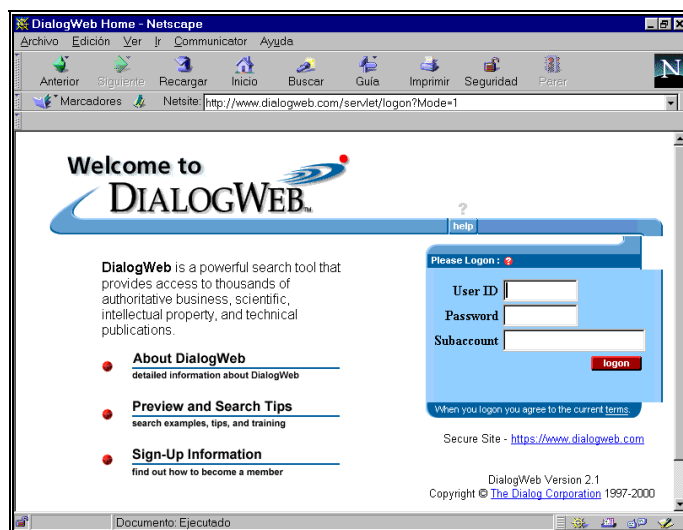 DialogWeb Home - Netscape
Archivo Edición Ver Ir Communicator Ayuda
Anterior Siguiente Recargar Inicio Buscar Guía Imprimir Seguridad Parar
N
Marcadores Netsite: http://www.dialogweb.com/servlet/logon?Mode=1
Welcome to
DIALOGWEB™
?
help
DialogWeb is a powerful search tool that
provides access to thousands of
authoritative business, scientific,
intellectual property, and technical
publications.
About DialogWeb
detailed information about DialogWeb
Preview and Search Tips
search examples, tips, and training
Sign-Up Information
find out how to become a member
Please Logon : ?
User ID
Password
Subaccount
logon
When you logon you agree to the current terms.
Secure Site - https://www.dialogweb.com
DialogWeb Version 2.1
Copyright © The Dialog Corporation 1997-2000
Documento: Ejecutado